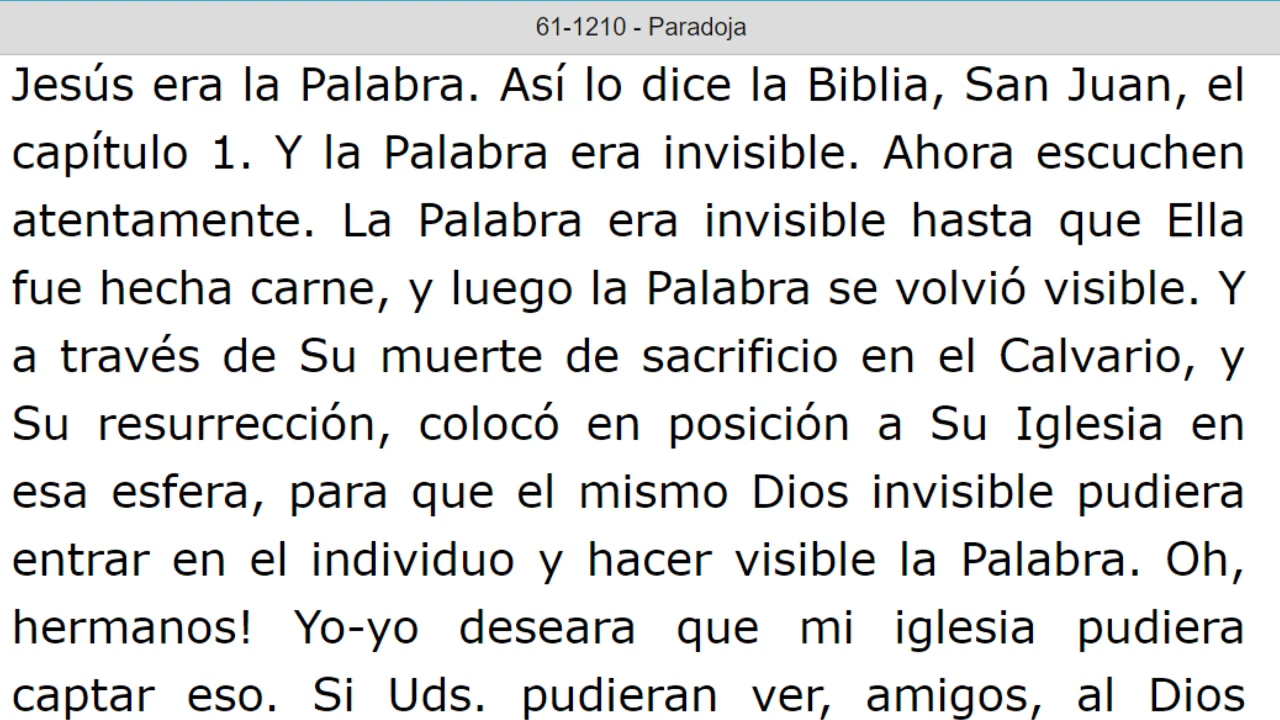 61-1210 - Paradoja
Jesús era la Palabra. Así lo dice la Biblia, San Juan, el
capítulo 1. Y la Palabra era invisible. Ahora escuchen
atentamente. La Palabra era invisible hasta que Ella
fue hecha carne, y luego la Palabra se volvió visible. Y
a través de Su muerte de sacrificio en el Calvario, y
Su resurrección, colocó en posición a Su Iglesia en
esa esfera, para que el mismo Dios invisible pudiera
entrar en el individuo y hacer visible la Palabra. Oh,
hermanos! Yo-yo deseara que mi iglesia pudiera
captar eso. Si Uds. pudieran ver, amigos, al Dios